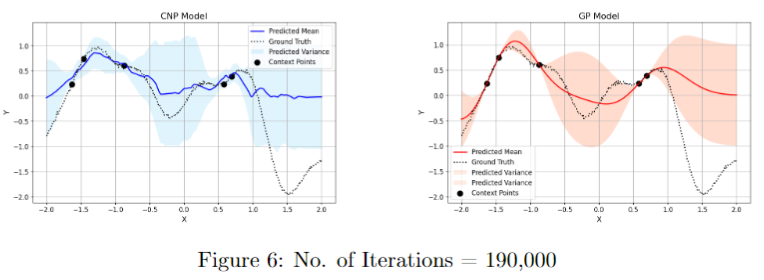 CNP Model
Predicted Mean
Ground Truth
Predicted Variance
Context Points
1.0
0.5
0.0
−0.5
−1.0
−1.5
−2.0
Y
−2.0 −1.5 −1.0 −0.5 0.0 0.5 1.0 1.5 2.0
X
GP Model
1.0
0.5
0.0
−0.5
−1.0
−1.5
−2.0
Y
Predicted Mean
Ground Truth
Predicted Variance
Predicted Variance
Context Points
−2.0 −1.5 −1.0 −0.5 0.0 0.5 1.0 1.5 2.0
X
Figure 6: No. of Iterations = 190,000